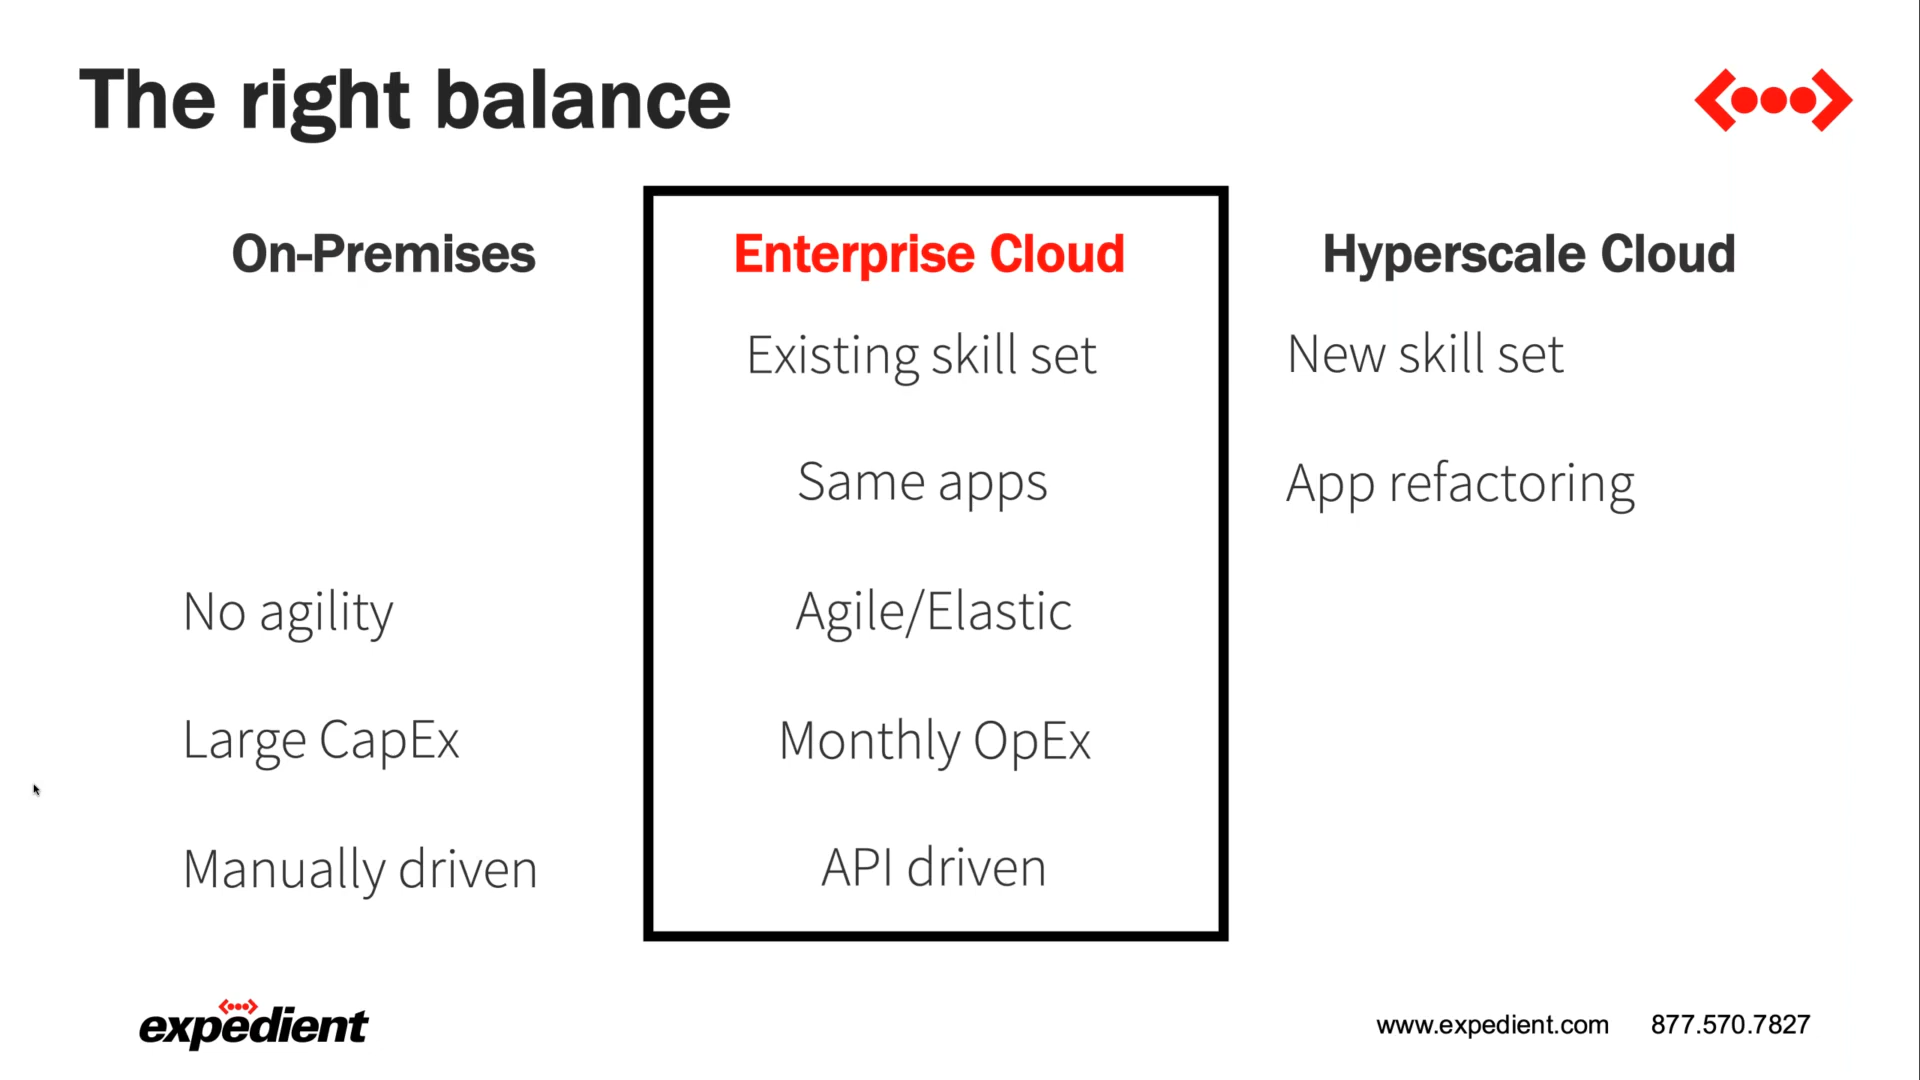 The right balance
On-Premises
Enterprise Cloud
Hyperscale Cloud
Existing skill set
New skill set
Same apps
App refactoring
No agility
Agile/Elastic
Large CapEx
Monthly OpEx
Manually driven
API driven
expedient
www.expedient.com 877.570.7827